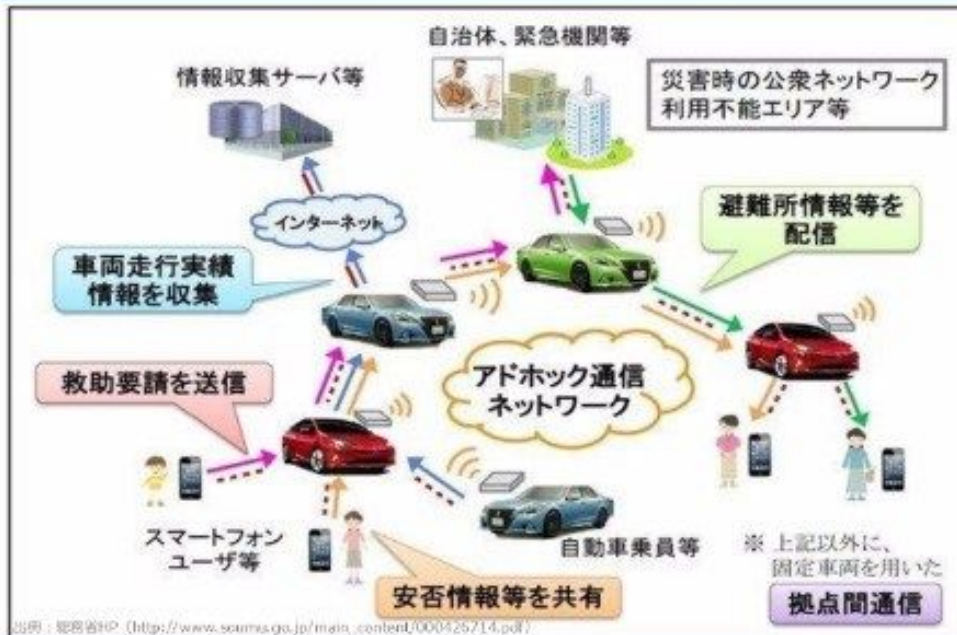 自治体、緊急機関等
情報収集サーバ等
災害時の公衆ネットワーク
利用不能エリア等
インターネット
避難所情報等を
配信
車両走行実績
情報を収集
アドホック通信
ネットワーク
救助要請を送信
スマートフォン
ユーザ等
自動車乗員等
※ 上記以外に、
固定車両を用いた
拠点間通信
安否情報等を共有
出典：総務省HP（http://www.soumu.go.jp/main_content/000426714.pdf）